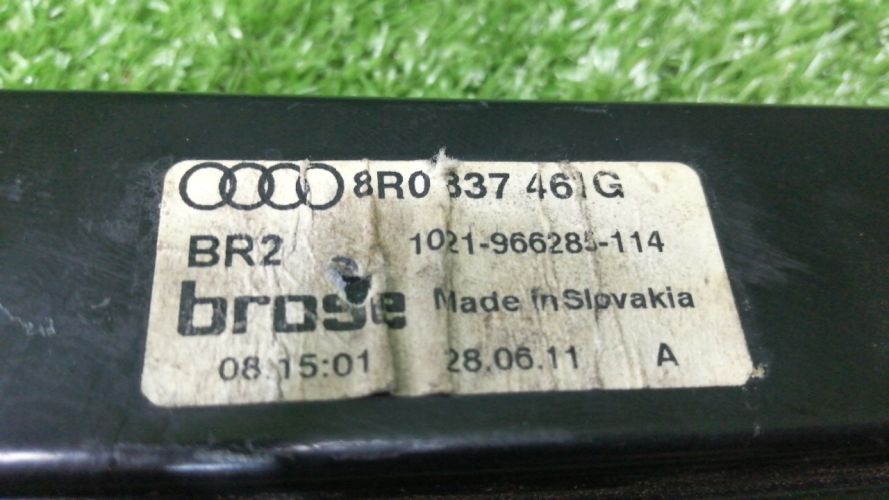 8R0 837 461G
BR2 1021-966285-114
brose Made in Slovakia
08:15:01 28.06.11 A